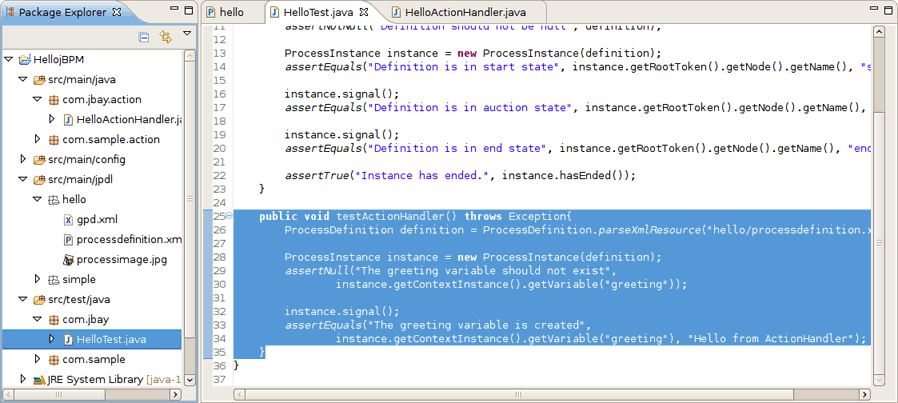 Package Explorer
HellojBPM
src/main/java
com.jbay.action
HelloActionHandler.ja
com.sample.action
src/main/config
src/main/jpdl
hello
gpd.xml
processdefinition.xm
processimage.jpg
simple
src/test/java
com.jbay
HelloTest.java
com.sample
JRE System Library [java-1
hello
HelloTest.java
HelloActionHandler.java
11 assertNotNull("Definition should not be null", definition);
12
13 ProcessInstance instance = new ProcessInstance(definition);
14 assertEquals("Definition is in start state", instance.getRootToken().getNode().getName(), "s
15
16 instance.signal();
17 assertEquals("Definition is in auction state", instance.getRootToken().getNode().getName(),
18
19 instance.signal();
20 assertEquals("Definition is in end state", instance.getRootToken().getNode().getName(), "end
21
22 assertTrue("Instance has ended.", instance.hasEnded());
23 }
24
25 public void testActionHandler() throws Exception{
26 ProcessDefinition definition = ProcessDefinition.parseXmlResource("hello/processdefinition.x
27
28 ProcessInstance instance = new ProcessInstance(definition);
29 assertNull("The greeting variable should not exist",
30 instance.getContextInstance().getVariable("greeting"));
31
32 instance.signal();
33 assertEquals("The greeting variable is created",
34 instance.getContextInstance().getVariable("greeting"), "Hello from ActionHandler");
35 }
36 }
37